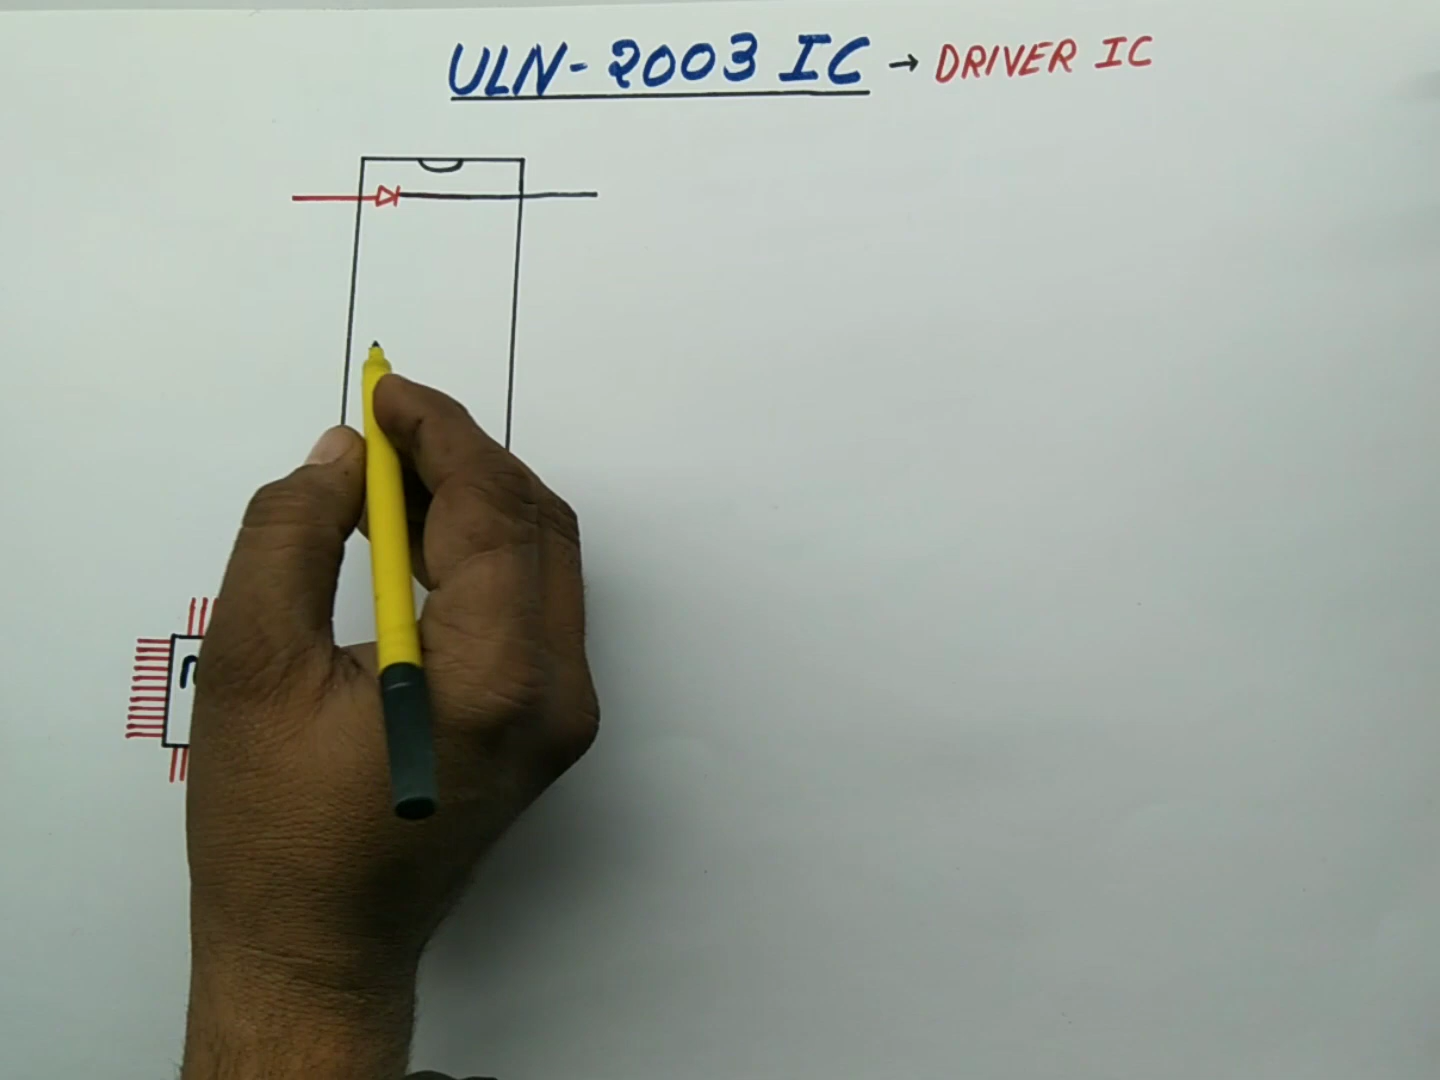 ULN-2003 IC → DRIVER IC